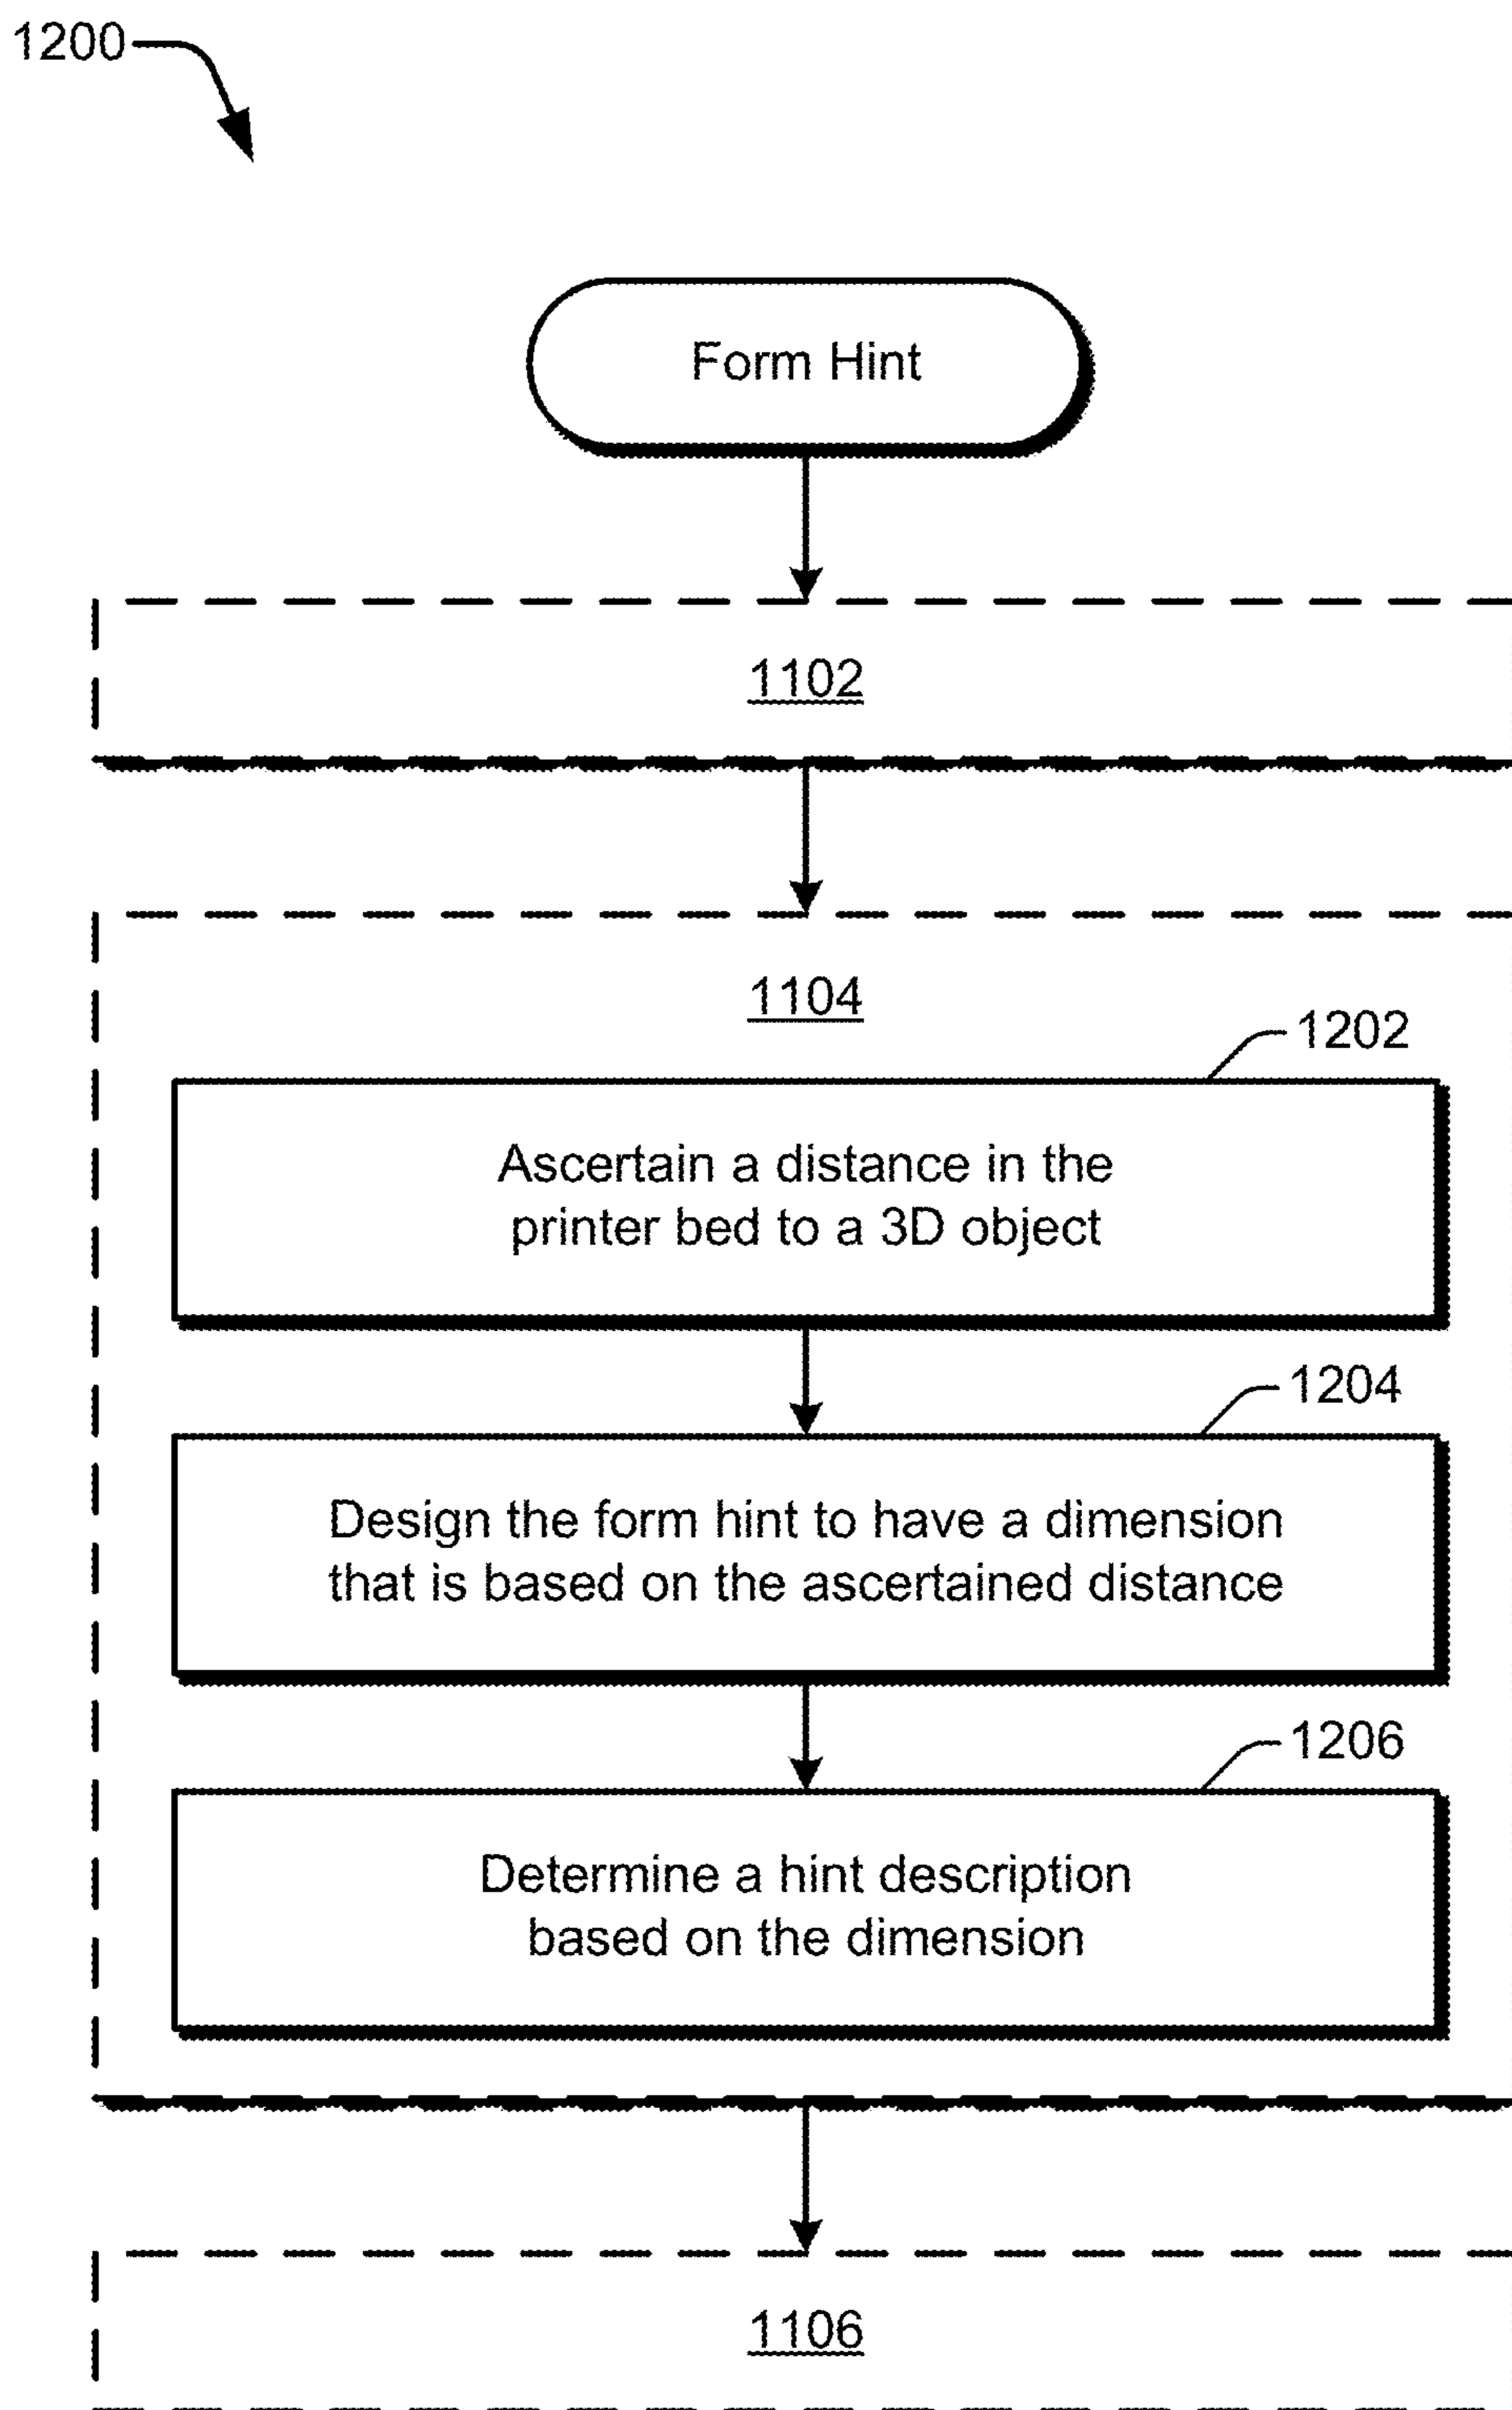 1200
Form Hint
1102
1104
1202
Ascertain a distance in the
printer bed to a 3D object
1204
Design the form hint to have a dimension
that is based on the ascertained distance
1206
Determine a hint description
based on the dimension
1106